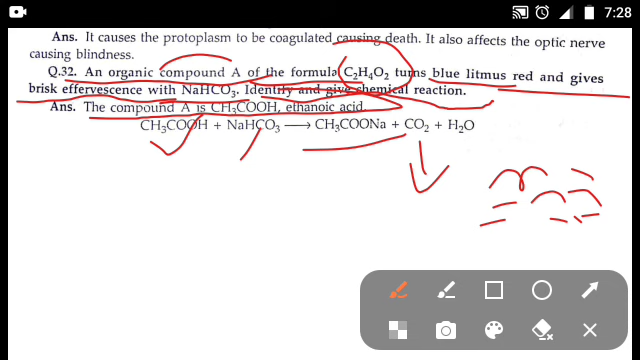 7:28
Ans. It causes the protoplasm to be coagulated causing death. It also affects the optic nerve
causing blindness.
Q.32. An organic compound A of the formula C₂H₄O₂ turns blue litmus red and gives
brisk effervescence with NaHCO₃. Identify and give chemical reaction.
Ans. The compound A is CH₃COOH, ethanoic acid.
CH₃COOH + NaHCO₃ ⟶ CH₃COONa + CO₂ + H₂O